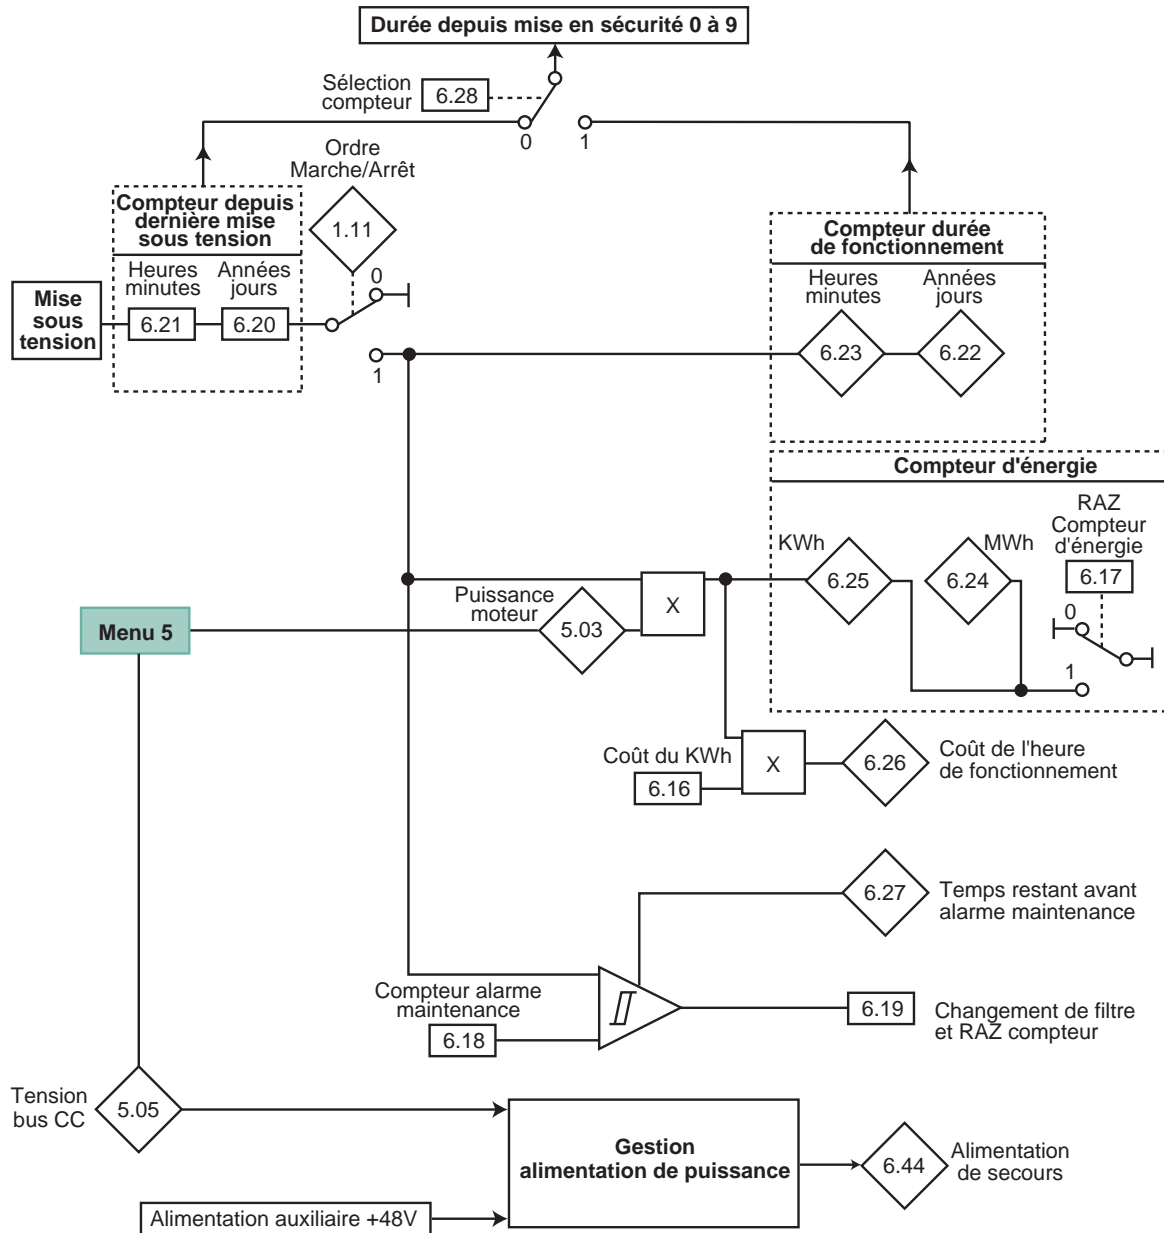 Durée depuis mise en sécurité 0 à 9
Sélection
compteur
6.28
0
1
Ordre
Marche/Arrêt
1.11
Compteur depuis
dernière mise
sous tension
Heures
minutes
Années
jours
Mise
sous
tension
6.21
6.20
0
1
Compteur durée
de fonctionnement
Heures
minutes
Années
jours
6.23
6.22
Compteur d'énergie
KWh
6.25
6.24
MWh
RAZ
Compteur
d'énergie
6.17
0
1
Menu 5
Puissance
moteur
5.03
X
Coût du KWh
6.16
X
6.26
Coût de l'heure
de fonctionnement
6.27
Temps restant avant
alarme maintenance
Compteur alarme
maintenance
6.18
6.19
Changement de filtre
et RAZ compteur
Tension
bus CC
5.05
Gestion
alimentation de puissance
6.44
Alimentation
de secours
Alimentation auxiliaire +48V